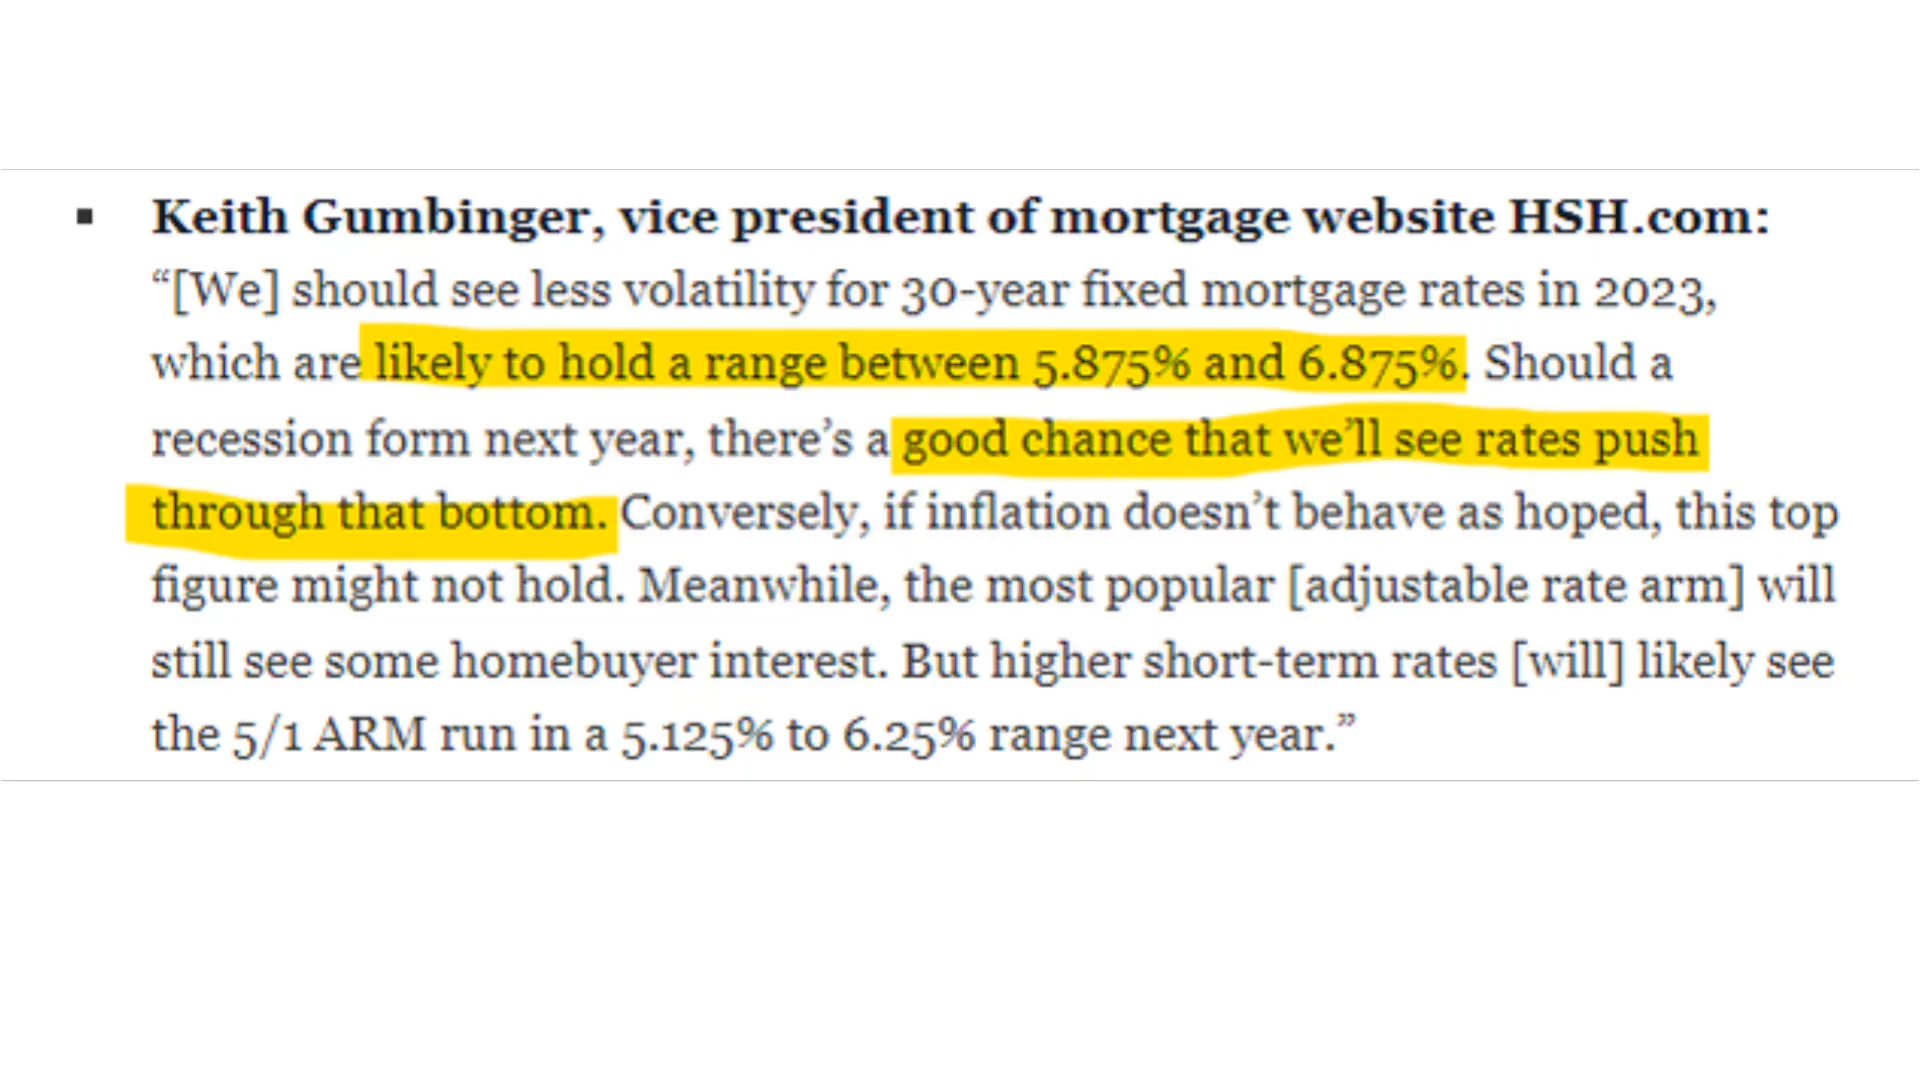 ▪ Keith Gumbinger, vice president of mortgage website HSH.com:
“[We] should see less volatility for 30-year fixed mortgage rates in 2023,
which are likely to hold a range between 5.875% and 6.875%. Should a
recession form next year, there’s a good chance that we’ll see rates push
through that bottom. Conversely, if inflation doesn’t behave as hoped, this top
figure might not hold. Meanwhile, the most popular [adjustable rate arm] will
still see some homebuyer interest. But higher short-term rates [will] likely see
the 5/1 ARM run in a 5.125% to 6.25% range next year.”